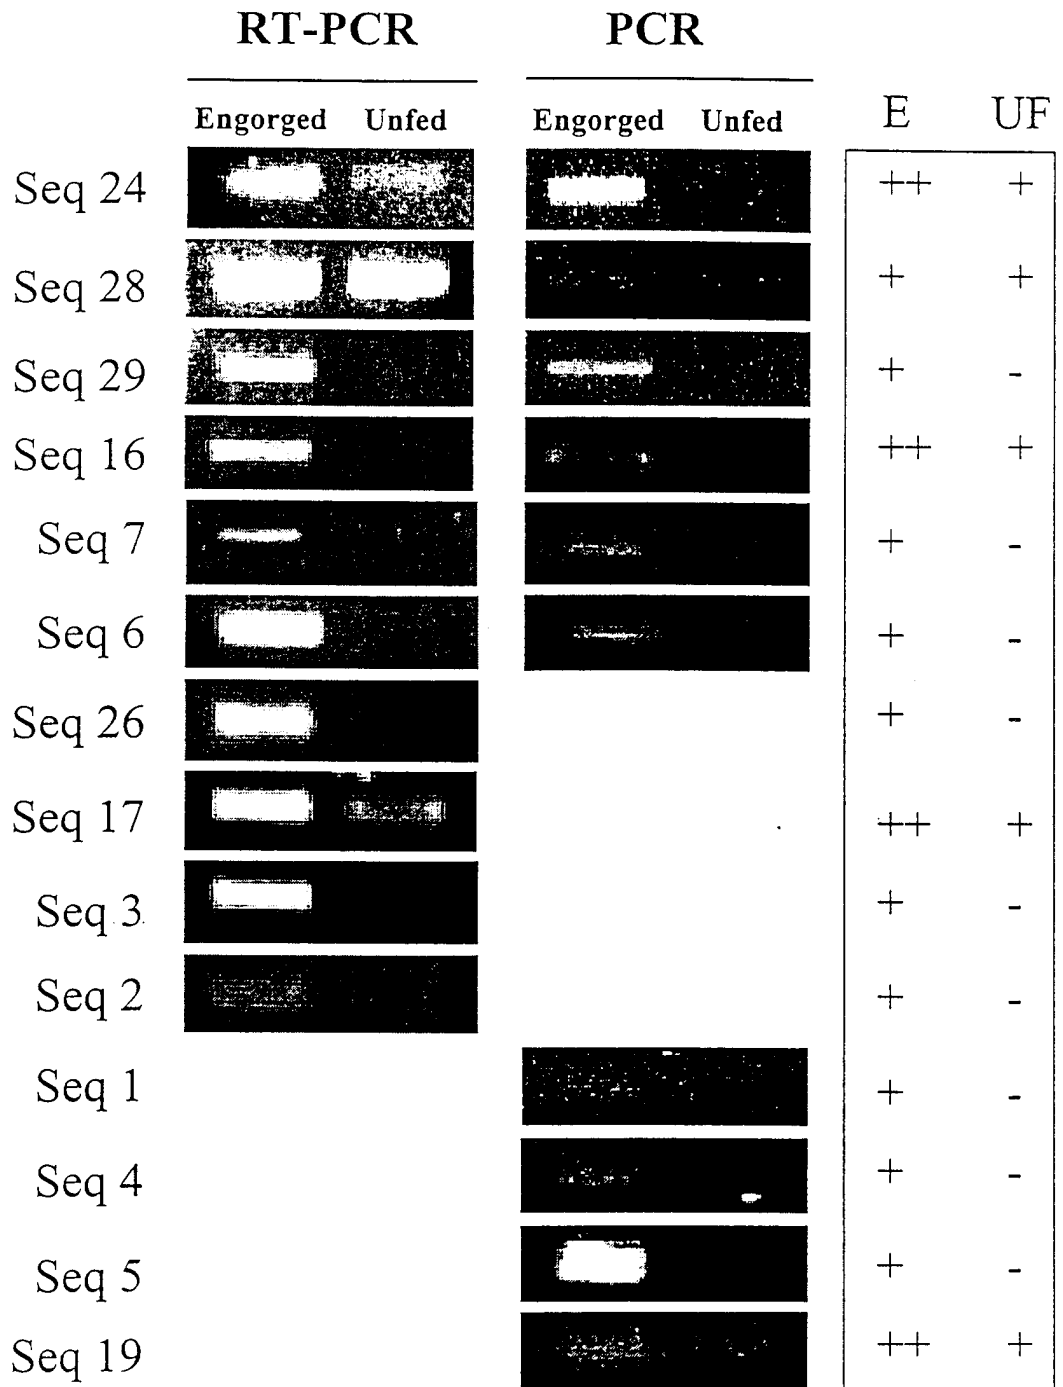 RT-PCR PCR
Engorged Unfed Engorged Unfed E UF
Seq 24 ++ +
Seq 28 + +
Seq 29 + -
Seq 16 ++ +
Seq 7 + -
Seq 6 + -
Seq 26 + -
Seq 17 ++ +
Seq 3 + -
Seq 2 + -
Seq 1 + -
Seq 4 + -
Seq 5 + -
Seq 19 ++ +